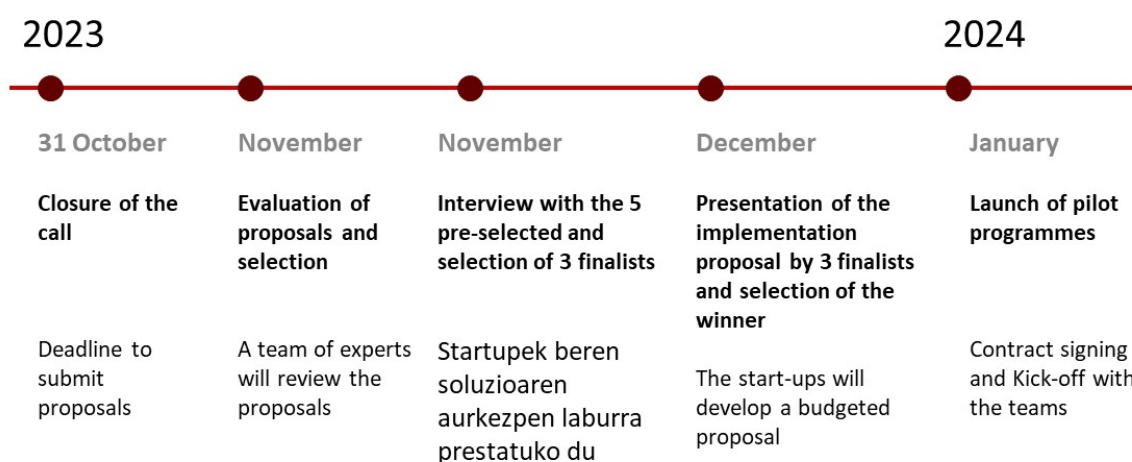 2023
2024
31 October
Closure of the
call
Deadline to
submit
proposals
November
Evaluation of
proposals and
selection
A team of experts
will review the
proposals
November
Interview with the 5
pre-selected and
selection of 3 finalists
Startupek beren
soluzioaren
aurkezpen laburra
prestatuko du
December
Presentation of the
implementation
proposal by 3 finalists
and selection of the
winner
The start-ups will
develop a budgeted
proposal
January
Launch of pilot
programmes
Contract signing
and Kick-off with
the teams